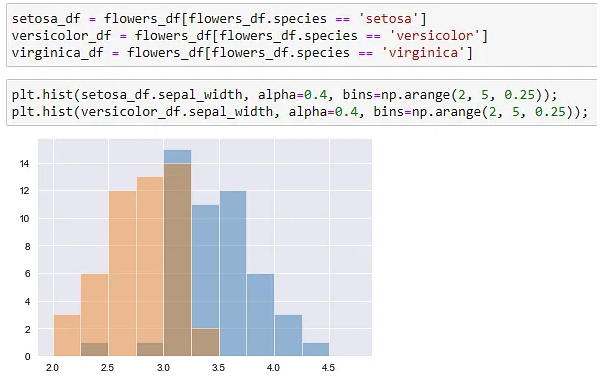 setosa_df = flowers_df[flowers_df.species == 'setosa']
versicolor_df = flowers_df[flowers_df.species == 'versicolor']
virginica_df = flowers_df[flowers_df.species == 'virginica']
plt.hist(setosa_df.sepal_width, alpha=0.4, bins=np.arange(2, 5, 0.25));
plt.hist(versicolor_df.sepal_width, alpha=0.4, bins=np.arange(2, 5, 0.25));
14
12
10
8
6
4
2
0
2.0 2.5 3.0 3.5 4.0 4.5